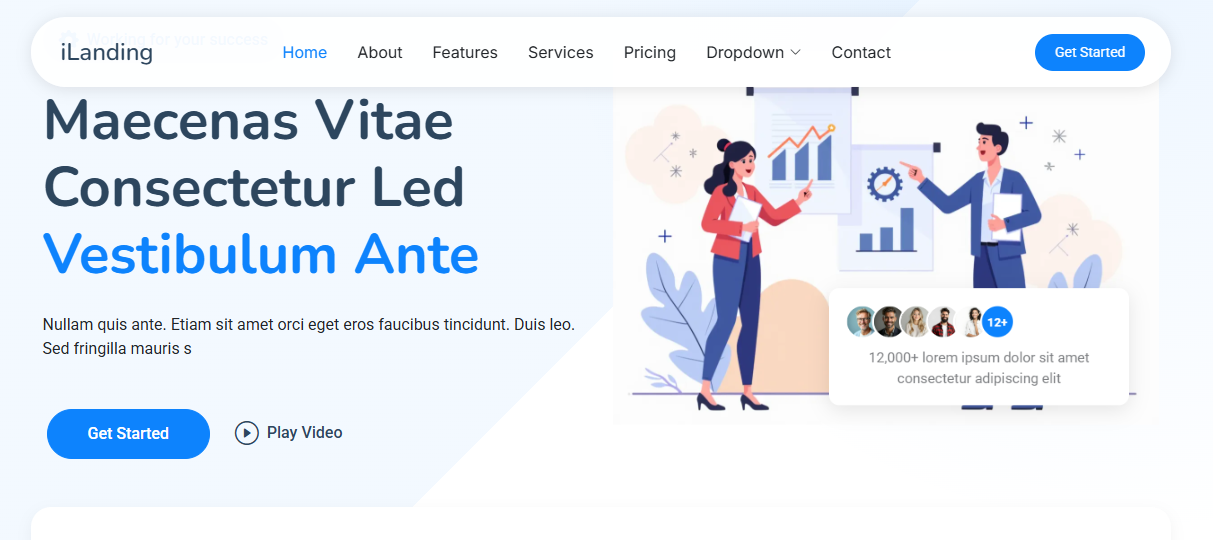 Working for your success
iLanding
Home
About
Features
Services
Pricing
Dropdown
Contact
Get Started
Maecenas Vitae
Consectetur Led
Vestibulum Ante
Nullam quis ante. Etiam sit amet orci eget eros faucibus tincidunt. Duis leo.
Sed fringilla mauris s
Get Started
Play Video
12+
12,000+ lorem ipsum dolor sit amet
consectetur adipiscing elit